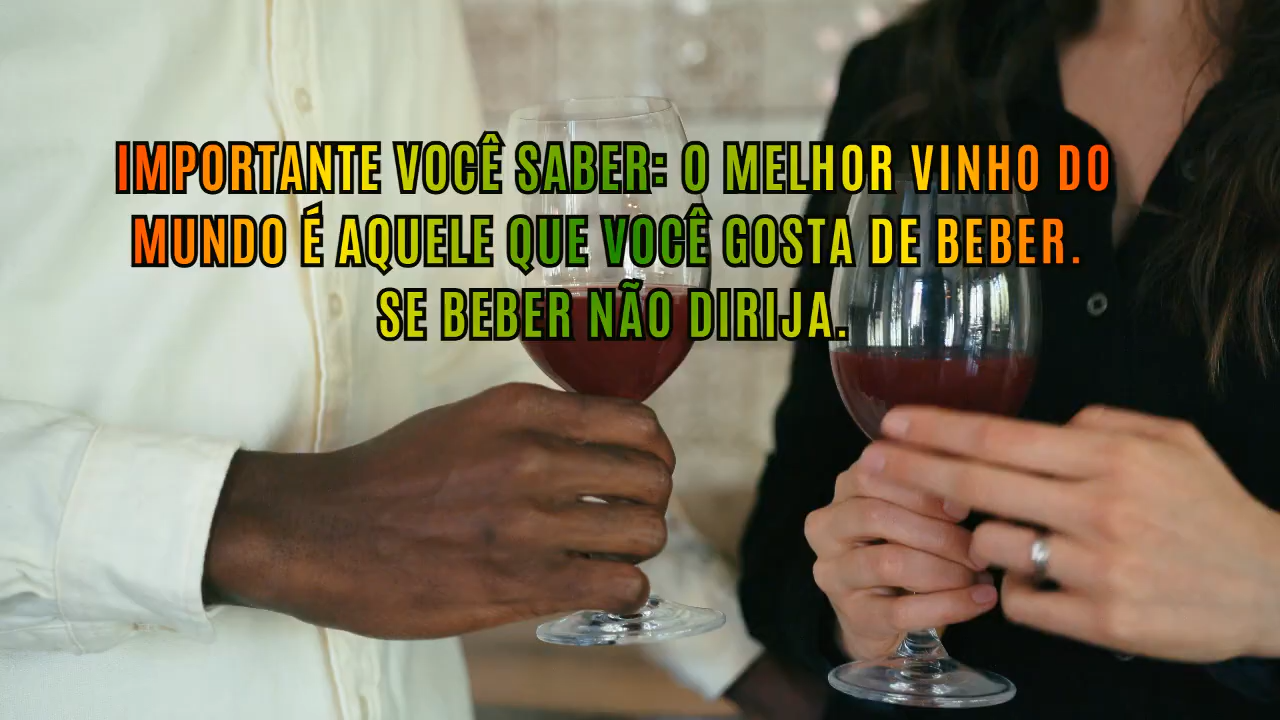 IMPORTANTE VOCÊ SABER: O MELHOR VINHO DO
MUNDO É AQUELE QUE VOCÊ GOSTA DE BEBER.
SE BEBER NÃO DIRIJA.